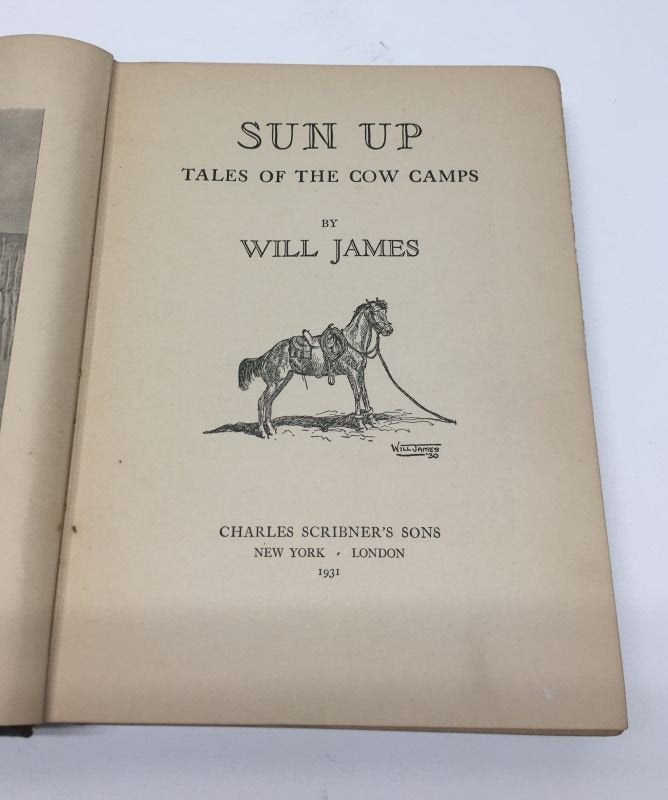 SUN UP
TALES OF THE COW CAMPS
BY
WILL JAMES
WILL JAMES
'30
CHARLES SCRIBNER'S SONS
NEW YORK · LONDON
1931